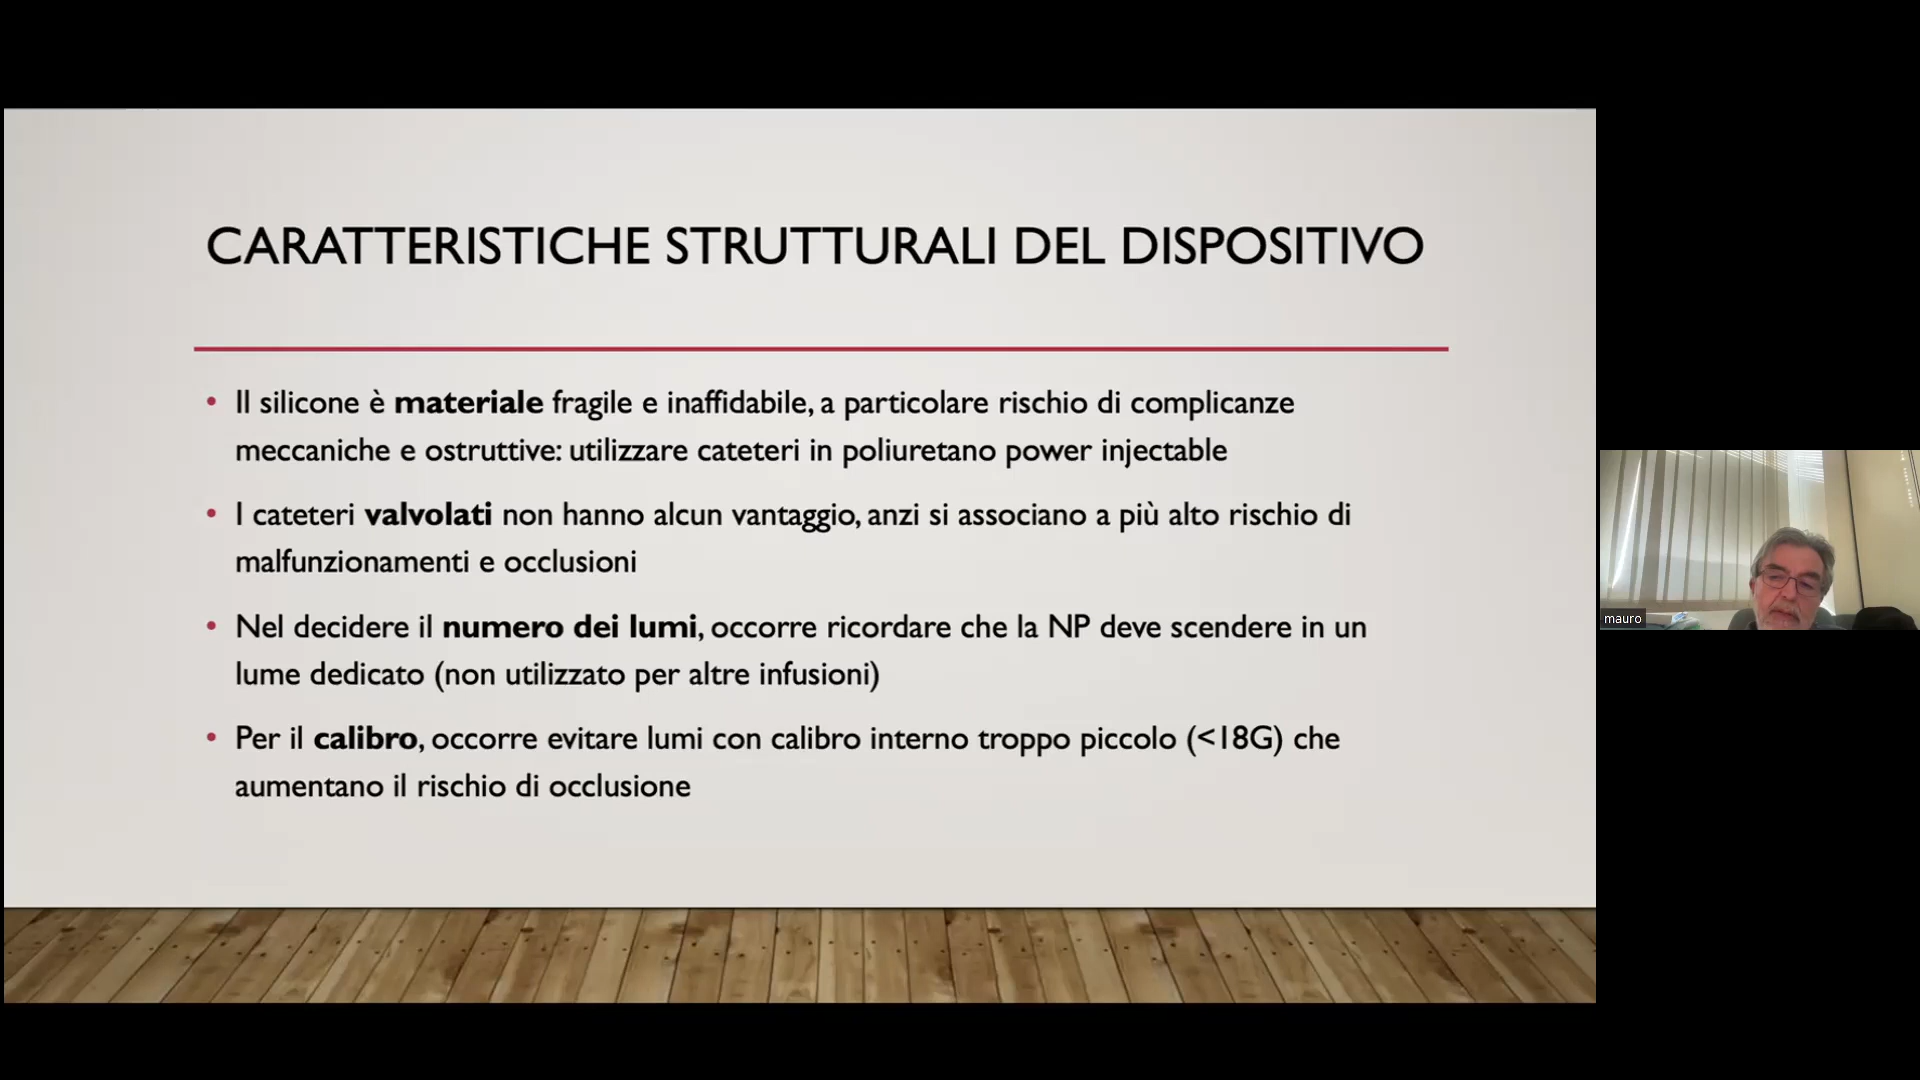 CARATTERISTICHE STRUTTURALI DEL DISPOSITIVO
• Il silicone è materiale fragile e inaffidabile, a particolare rischio di complicanze
meccaniche e ostruttive: utilizzare cateteri in poliuretano power injectable
• I cateteri valvolati non hanno alcun vantaggio, anzi si associano a più alto rischio di
malfunzionamenti e occlusioni
• Nel decidere il numero dei lumi, occorre ricordare che la NP deve scendere in un
lume dedicato (non utilizzato per altre infusioni)
• Per il calibro, occorre evitare lumi con calibro interno troppo piccolo (<18G) che
aumentano il rischio di occlusione
mauro